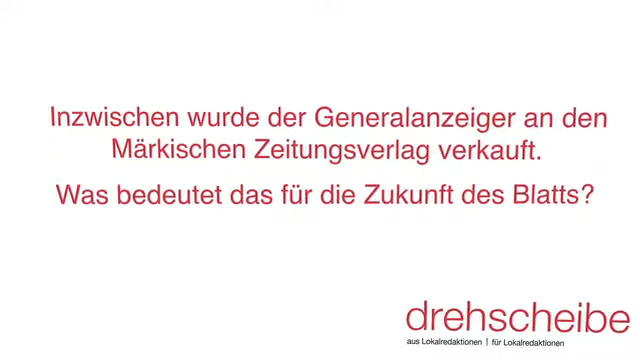 Inzwischen wurde der Generalanzeiger an den
Märkischen Zeitungsverlag verkauft.
Was bedeutet das für die Zukunft des Blatts?
drehscheibe
aus Lokalredaktionen | für Lokalredaktionen